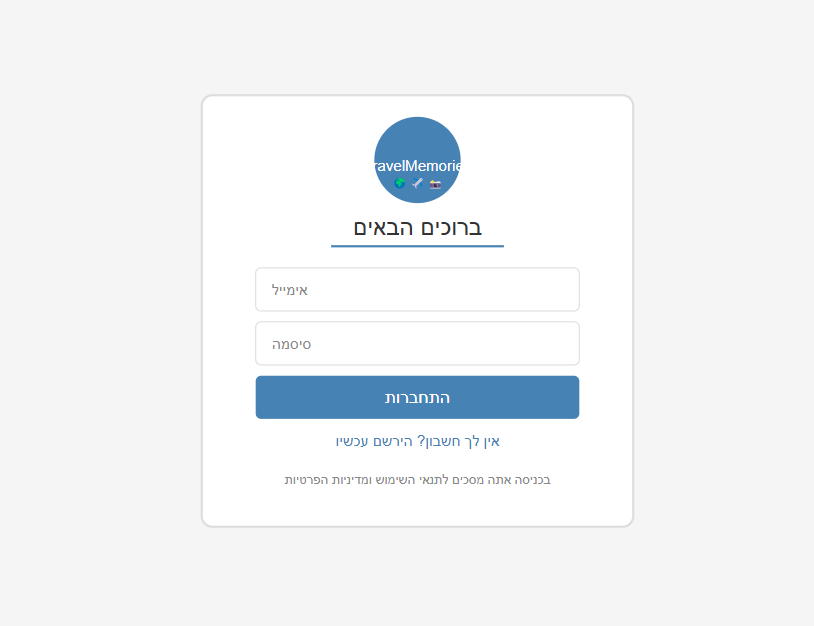 ravelMemorie
🌍 ✈️ 📸
ברוכים הבאים
אימייל
סיסמה
התחברות
אין לך חשבון? הירשם עכשיו
בכניסה אתה מסכים לתנאי השימוש ומדיניות הפרטיות